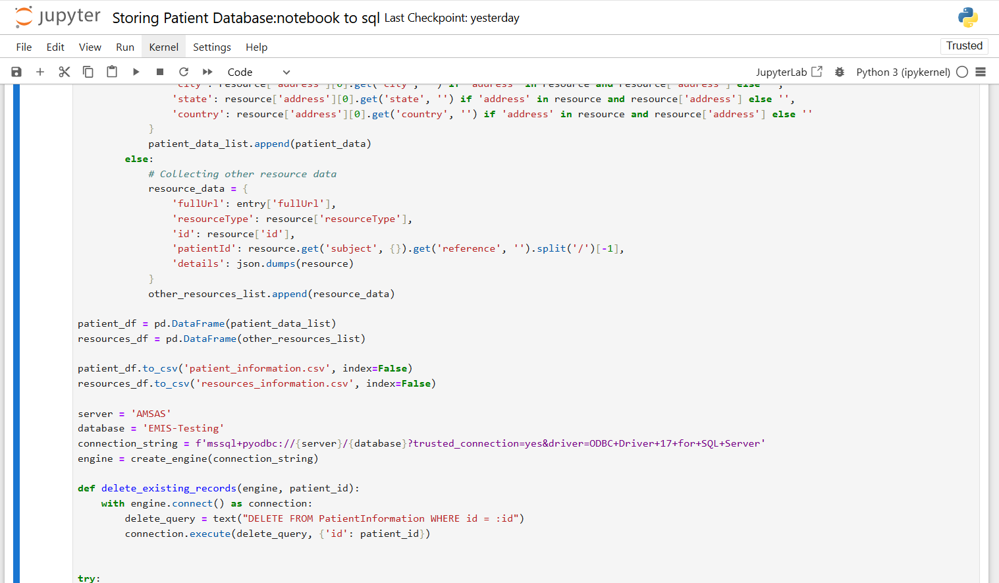 jupyter Storing Patient Database:notebook to sql Last Checkpoint: yesterday
File Edit View Run Kernel Settings Help Trusted
Code JupyterLab Python 3 (ipykernel)
'city': resource['address'][0].get('city', '') if 'address' in resource and resource['address'] else '',
'state': resource['address'][0].get('state', '') if 'address' in resource and resource['address'] else '',
'country': resource['address'][0].get('country', '') if 'address' in resource and resource['address'] else ''
}
patient_data_list.append(patient_data)
else:
# Collecting other resource data
resource_data = {
'fullUrl': entry['fullUrl'],
'resourceType': resource['resourceType'],
'id': resource['id'],
'patientId': resource.get('subject', {}).get('reference', '').split('/')[-1],
'details': json.dumps(resource)
}
other_resources_list.append(resource_data)
patient_df = pd.DataFrame(patient_data_list)
resources_df = pd.DataFrame(other_resources_list)
patient_df.to_csv('patient_information.csv', index=False)
resources_df.to_csv('resources_information.csv', index=False)
server = 'AMSAS'
database = 'EMIS-Testing'
connection_string = f'mssql+pyodbc://{server}/{database}?trusted_connection=yes&driver=ODBC+Driver+17+for+SQL+Server'
engine = create_engine(connection_string)
def delete_existing_records(engine, patient_id):
with engine.connect() as connection:
delete_query = text("DELETE FROM PatientInformation WHERE id = :id")
connection.execute(delete_query, {'id': patient_id})
try: